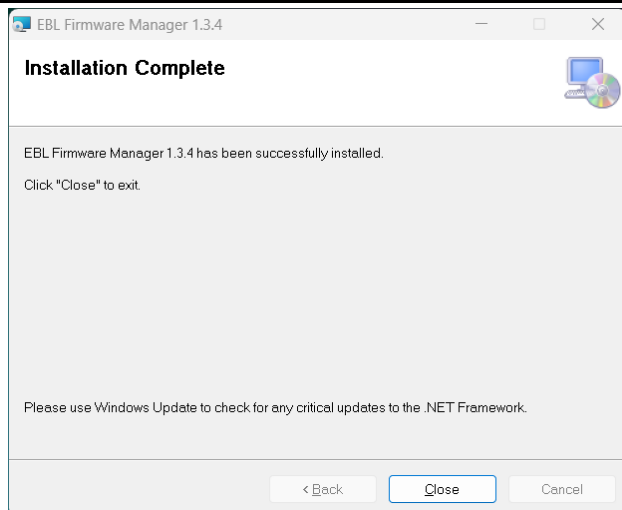 EBL Firmware Manager 1.3.4
Installation Complete
EBL Firmware Manager 1.3.4 has been successfully installed.
Click "Close" to exit.
Please use Windows Update to check for any critical updates to the .NET Framework.
< Back
Close
Cancel